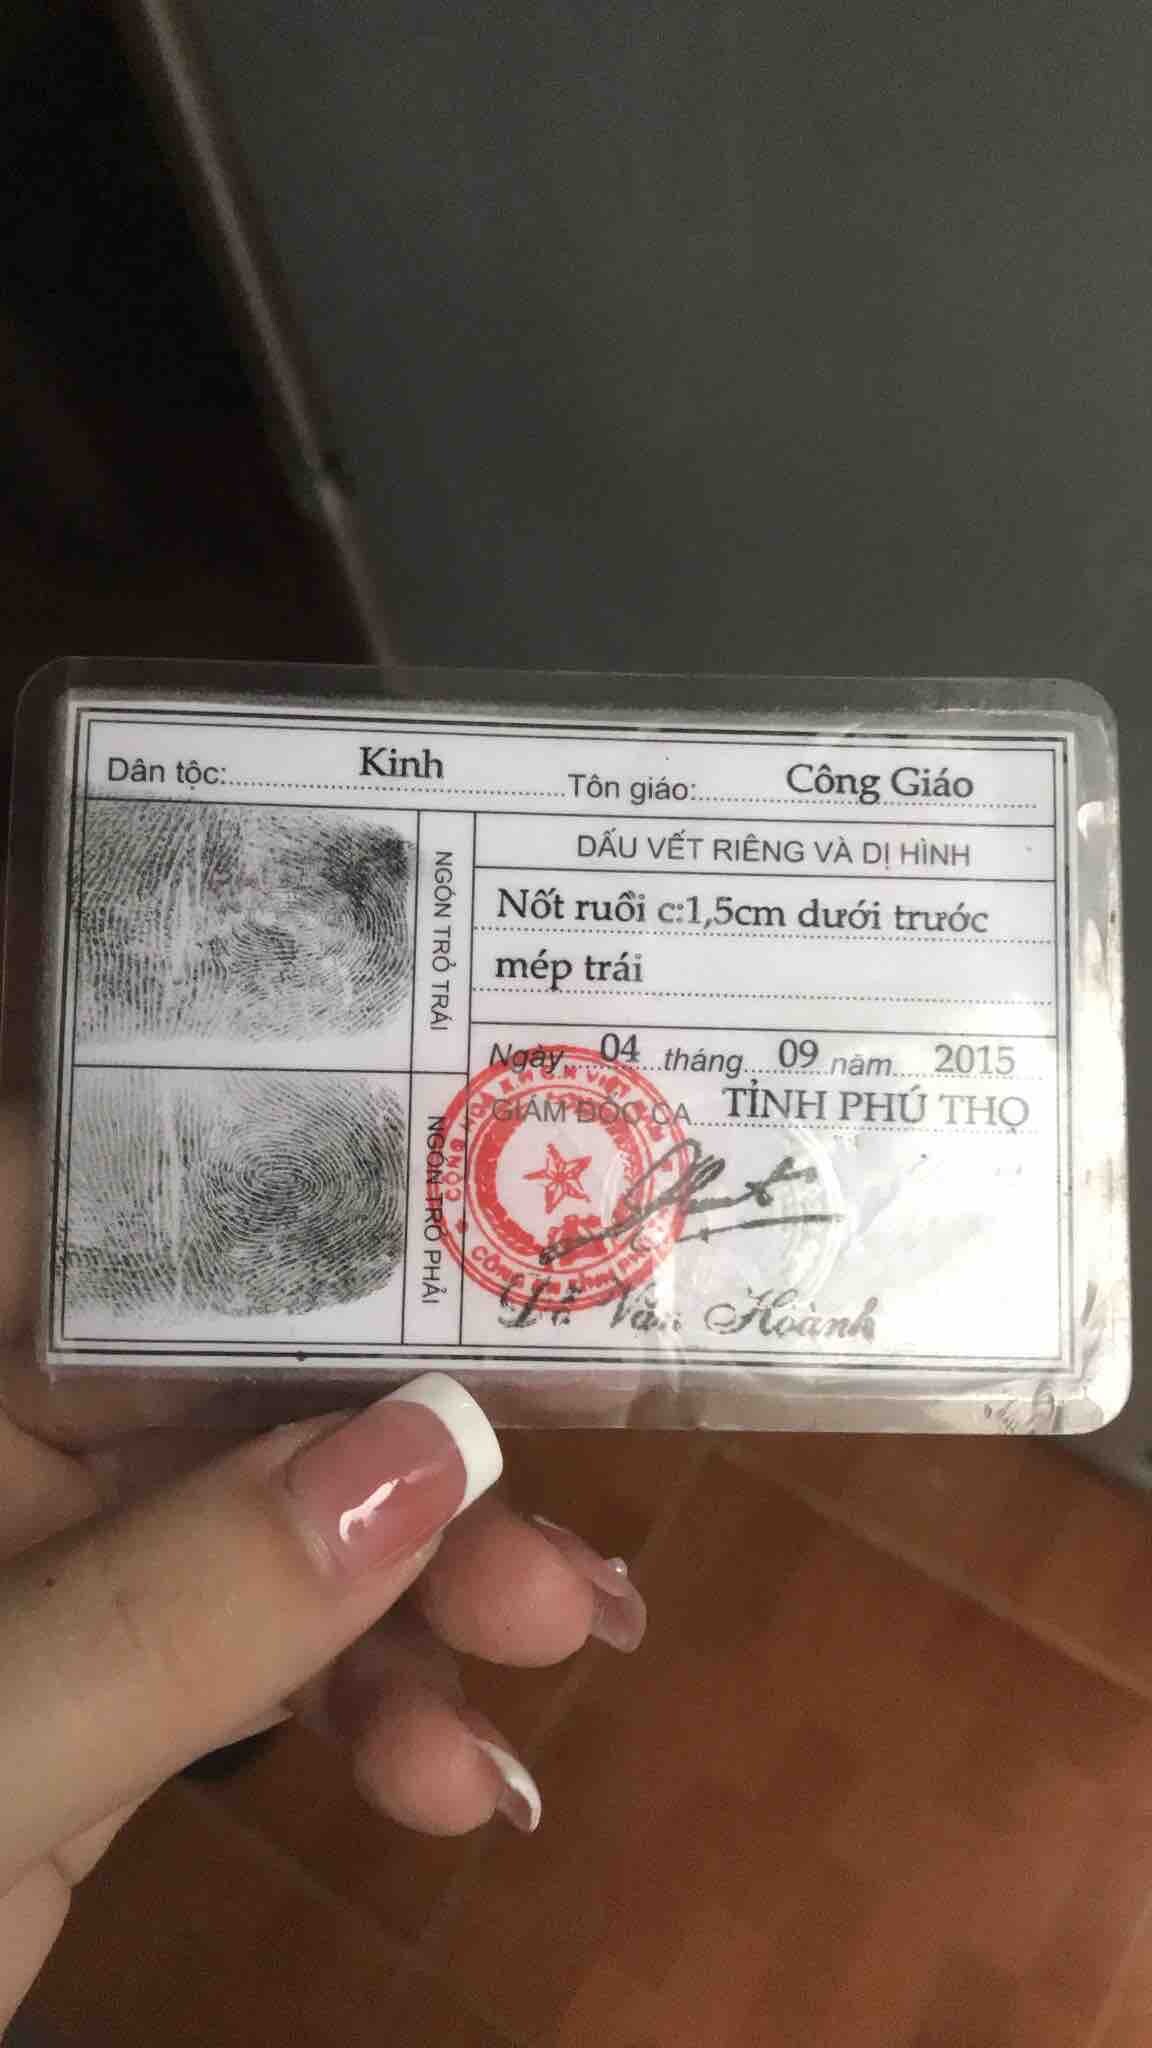 Dân tộc: Kinh Tôn giáo: Công Giáo
NGÓN TRỎ TRÁI
DẤU VẾT RIÊNG VÀ DỊ HÌNH
Nốt ruồi c:1,5cm dưới trước
mép trái
NGÓN TRỎ PHẢI
Ngày 04 tháng 09 năm 2015
GIÁM ĐỐC CA TỈNH PHÚ THỌ
Văn Hoành